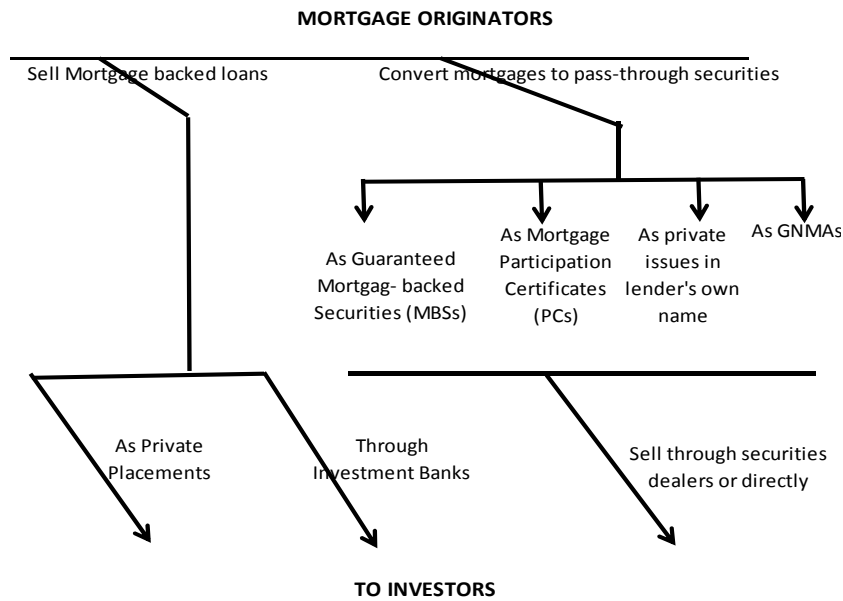 MORTGAGE ORIGINATORS
Sell Mortgage backed loans
Convert mortgages to pass-through securities
As Guaranteed
Mortgag- backed
Securities (MBSs)
As Mortgage
Participation
Certificates
(PCs)
As private
issues in
lender's own
name
As GNMAs
As Private
Placements
Through
Investment Banks
Sell through securities
dealers or directly
TO INVESTORS